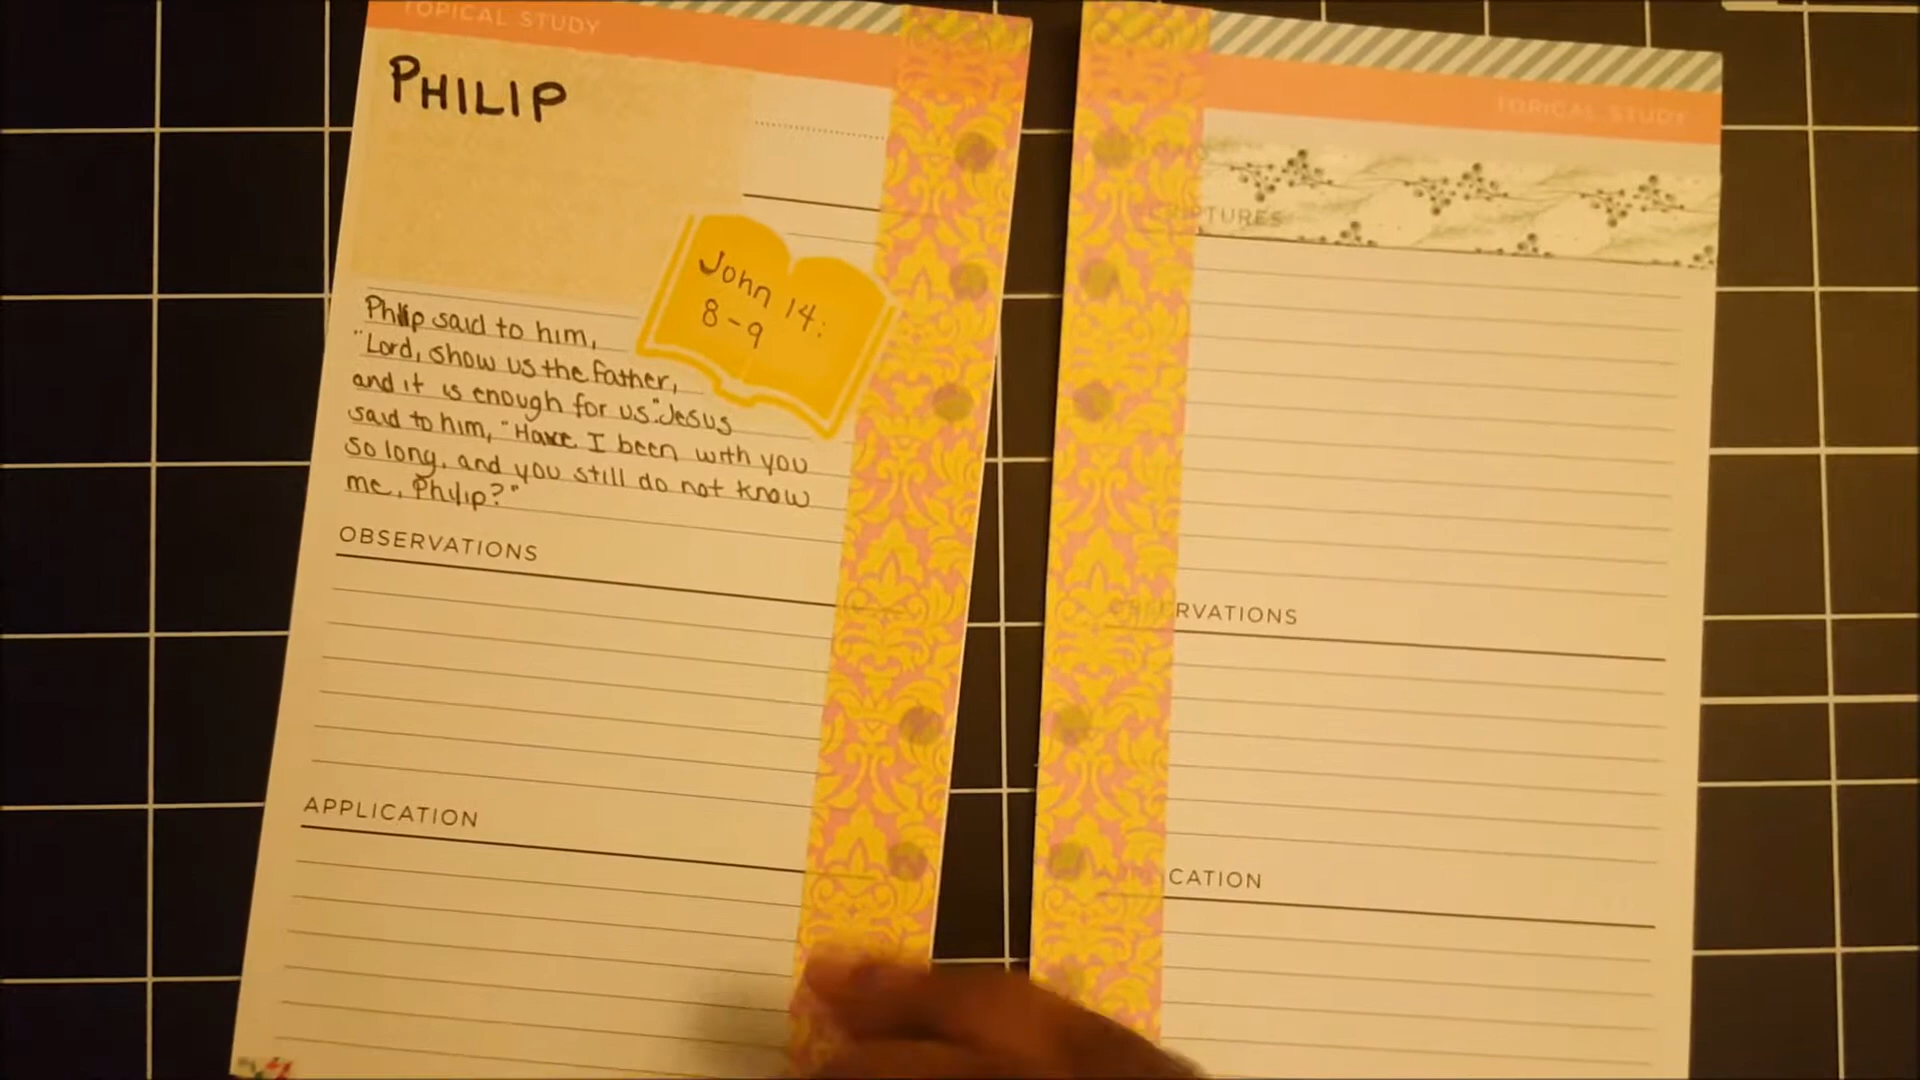 TOPICAL STUDY
PHILIP
John 14:
8-9
Philip said to him,
"Lord, show us the father,
and it is enough for us." Jesus
said to him, "Have I been with you
so long, and you still do not know
me, Philip?"
OBSERVATIONS
APPLICATION
TOPICAL STUDY
SCRIPTURES
OBSERVATIONS
CATION